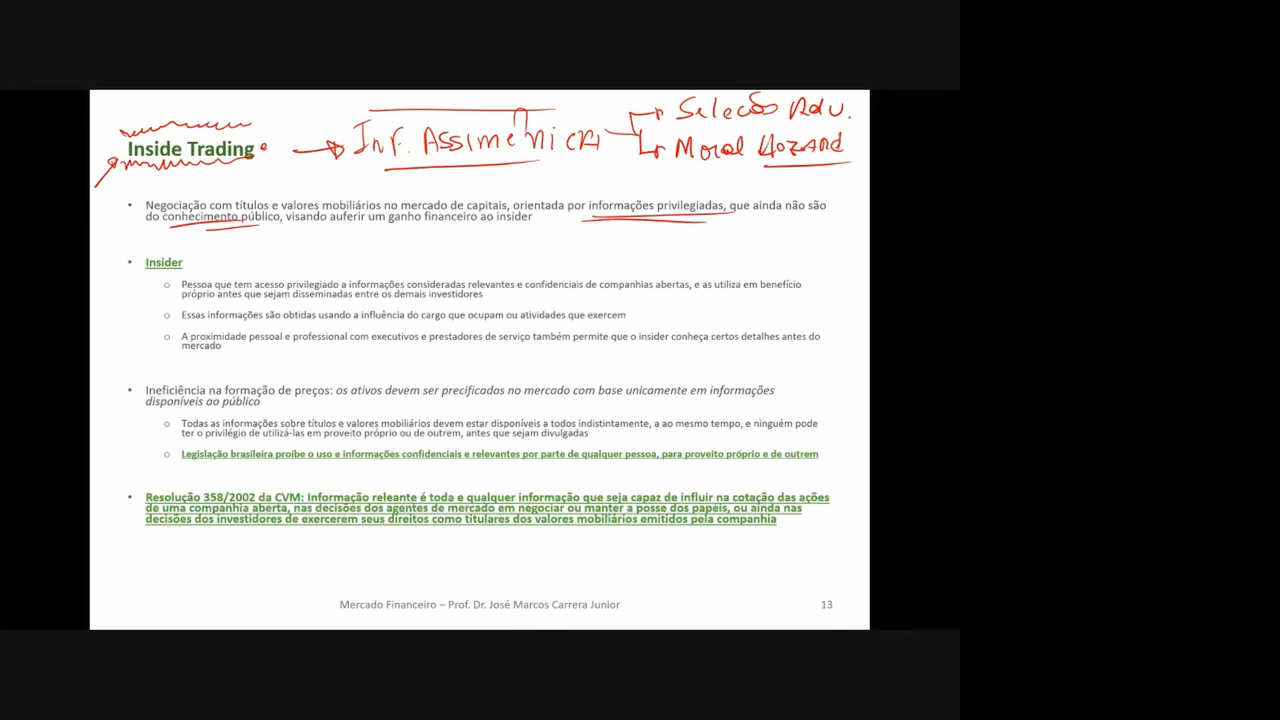 Inside Trading
Inf. Assimétrica
Seleção Adv.
Moral Hozard
• Negociação com títulos e valores mobiliários no mercado de capitais, orientada por informações privilegiadas, que ainda não são
do conhecimento público, visando auferir um ganho financeiro ao insider
• Insider
o Pessoa que tem acesso privilegiado a informações consideradas relevantes e confidenciais de companhias abertas, e as utiliza em benefício
próprio antes que sejam disseminadas entre os demais investidores
o Essas informações são obtidas usando a influência do cargo que ocupam ou atividades que exercem
o A proximidade pessoal e professional com executivos e prestadores de serviço também permite que o insider conheça certos detalhes antes do
mercado
• Ineficiência na formação de preços: os ativos devem ser precificados no mercado com base unicamente em informações
disponíveis ao público
o Todas as informações sobre títulos e valores mobiliários devem estar disponíveis a todos indistintamente, a ao mesmo tempo, e ninguém pode
ter o privilégio de utilizá-las em proveito próprio ou de outrem, antes que sejam divulgadas
o Legislação brasileira proíbe o uso e informações confidenciais e relevantes por parte de qualquer pessoa, para proveito próprio e de outrem
• Resolução 358/2002 da CVM: Informação releante é toda e qualquer informação que seja capaz de influir na cotação das ações
de uma companhia aberta, nas decisões dos agentes de mercado em negociar ou manter a posse dos papéis, ou ainda nas
decisões dos investidores de exercerem seus direitos como titulares dos valores mobiliários emitidos pela companhia
Mercado Financeiro – Prof. Dr. José Marcos Carrera Junior
13